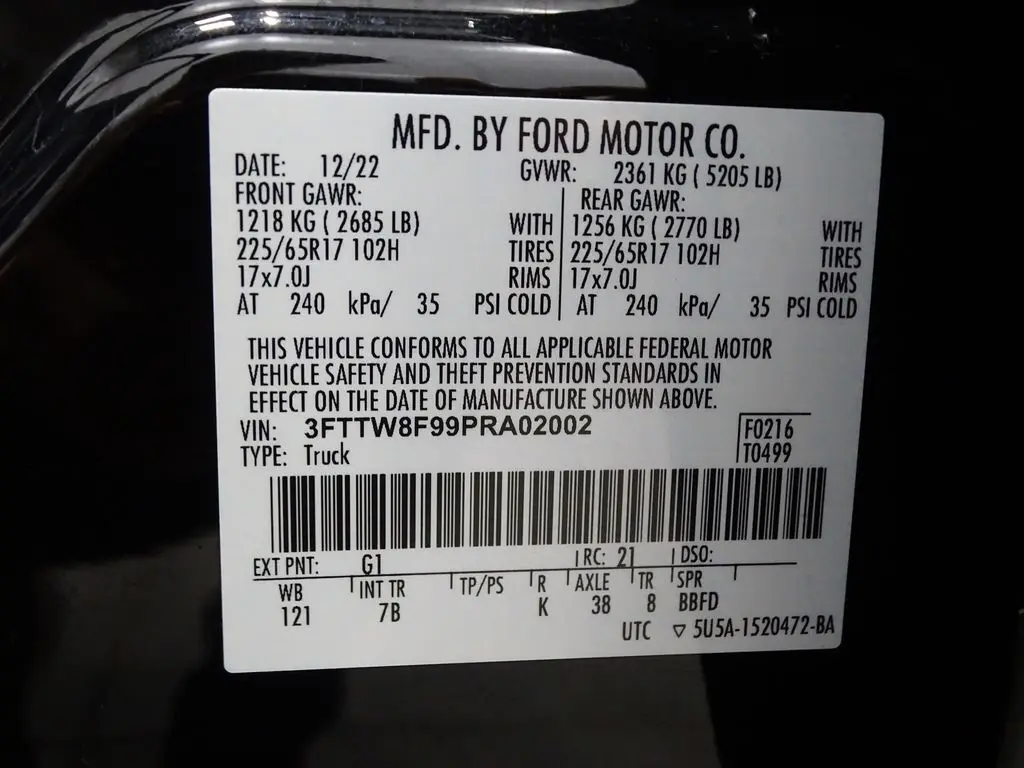 MFD. BY FORD MOTOR CO.
DATE: 12/22 GVWR: 2361 KG ( 5205 LB)
FRONT GAWR: REAR GAWR:
1218 KG ( 2685 LB) WITH 1256 KG ( 2770 LB) WITH
225/65R17 102H TIRES 225/65R17 102H TIRES
17x7.0J RIMS 17x7.0J RIMS
AT 240 kPa/ 35 PSI COLD AT 240 kPa/ 35 PSI COLD
THIS VEHICLE CONFORMS TO ALL APPLICABLE FEDERAL MOTOR
VEHICLE SAFETY AND THEFT PREVENTION STANDARDS IN
EFFECT ON THE DATE OF MANUFACTURE SHOWN ABOVE.
VIN: 3FTTW8F99PRA02002 F0216
TYPE: Truck T0499
EXT PNT: G1 RC: 21 DSO:
WB INT TR TP/PS R AXLE TR SPR
121 7B K 38 8 BBFD
UTC ▽ 5U5A-1520472-BA